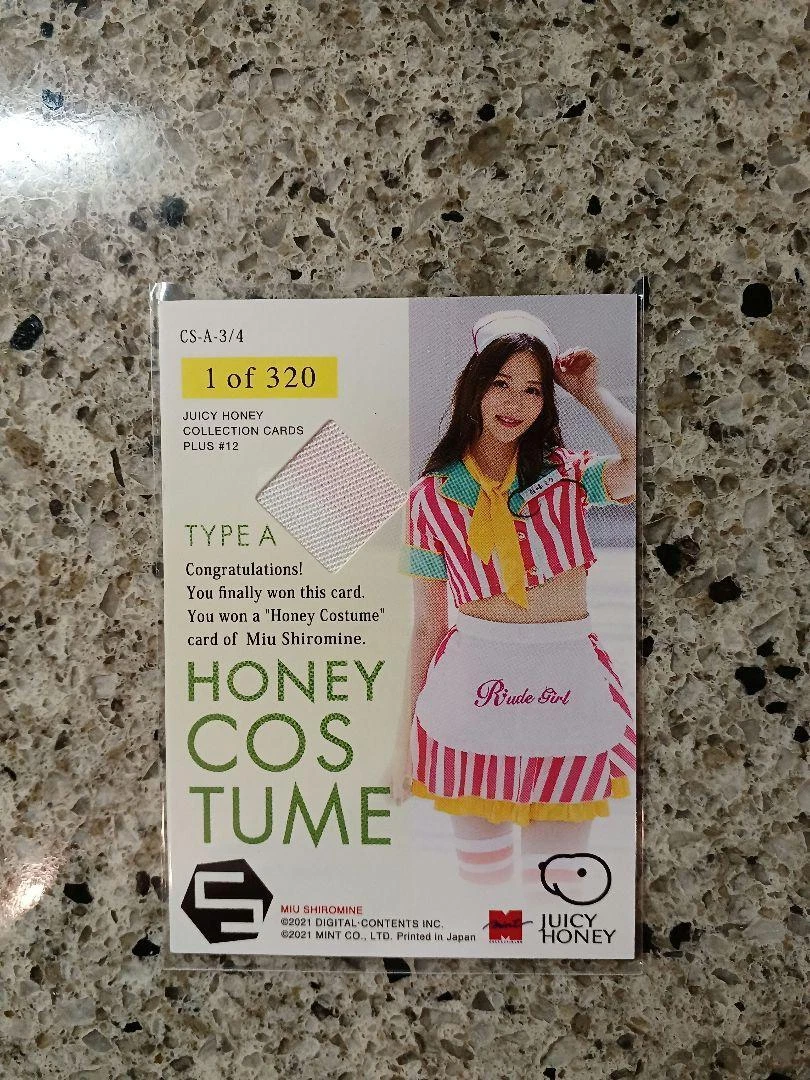 CS-A-3/4
1 of 320
JUICY HONEY
COLLECTION CARDS
PLUS #12
TYPE A
Congratulations!
You finally won this card.
You won a "Honey Costume"
card of Miu Shiromine.
HONEY
COS
TUME
Rude Girl
MIU SHIROMINE
©2021 DIGITAL-CONTENTS INC.
©2021 MINT CO., LTD. Printed in Japan
mint
JUICY
HONEY